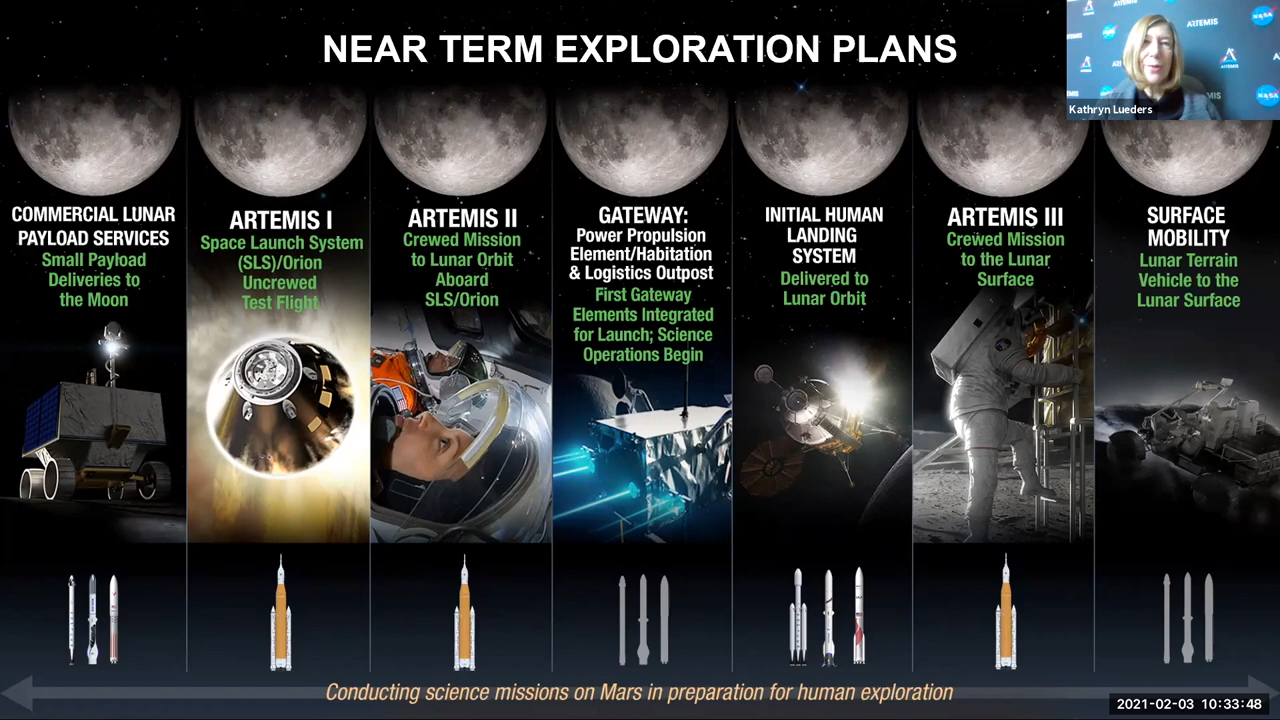 NEAR TERM EXPLORATION PLANS
ARTEMIS
NASA
Kathryn Lueders
COMMERCIAL LUNAR
PAYLOAD SERVICES
Small Payload
Deliveries to
the Moon
ARTEMIS I
Space Launch System
(SLS)/Orion
Uncrewed
Test Flight
ARTEMIS II
Crewed Mission
to Lunar Orbit
Aboard
SLS/Orion
GATEWAY:
Power Propulsion
Element/Habitation
& Logistics Outpost
First Gateway
Elements Integrated
for Launch; Science
Operations Begin
INITIAL HUMAN
LANDING
SYSTEM
Delivered to
Lunar Orbit
ARTEMIS III
Crewed Mission
to the Lunar
Surface
SURFACE
MOBILITY
Lunar Terrain
Vehicle to the
Lunar Surface
Conducting science missions on Mars in preparation for human exploration
2021-02-03 10:33:48